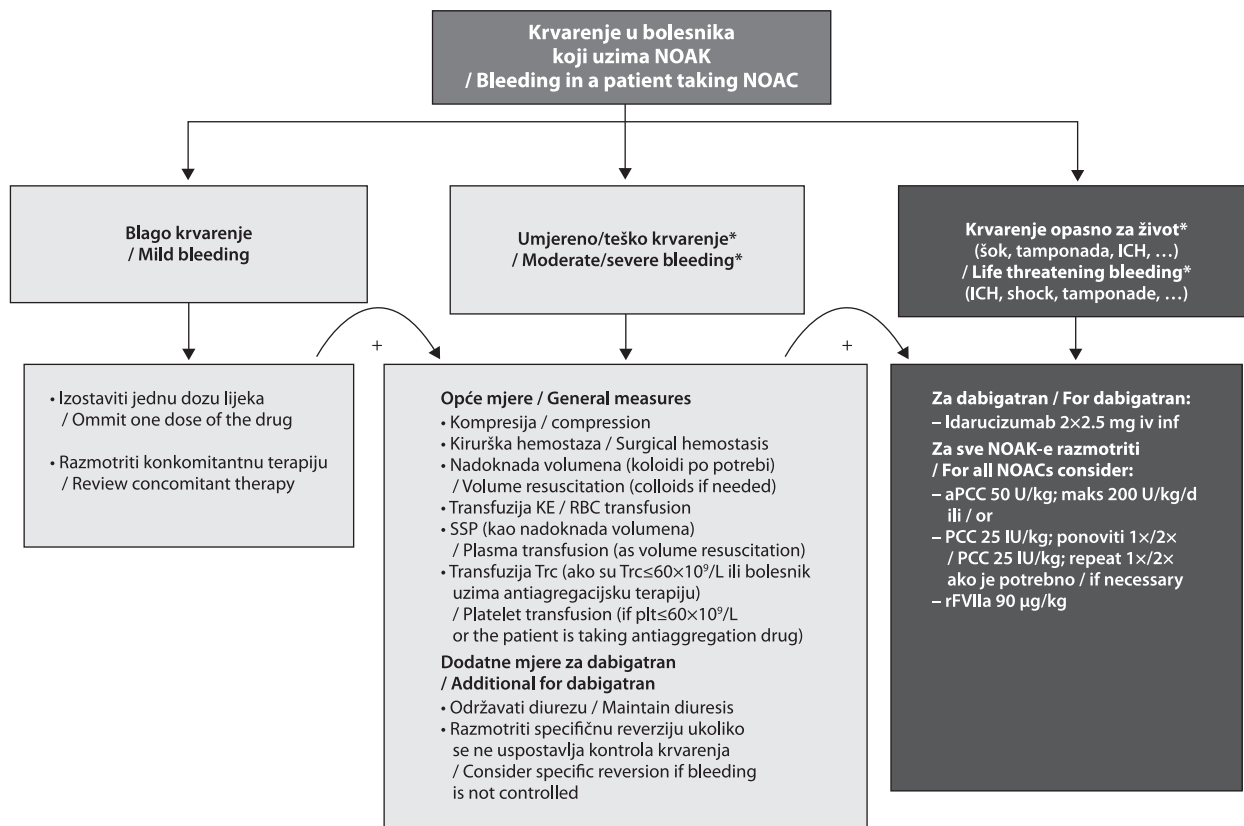 Krvarenje u bolesnika
koji uzima NOAK
/ Bleeding in a patient taking NOAC
Blago krvarenje
/ Mild bleeding
Umjereno/teško krvarenje*
/ Moderate/severe bleeding*
Krvarenje opasno za život*
(šok, tamponada, ICH, …)
/ Life threatening bleeding*
(ICH, shock, tamponade, …)
+
+
• Izostaviti jednu dozu lijeka
/ Ommit one dose of the drug
• Razmotriti konkomitantnu terapiju
/ Review concomitant therapy
Opće mjere / General measures
• Kompresija / compression
• Kirurška hemostaza / Surgical hemostasis
• Nadoknada volumena (koloidi po potrebi)
/ Volume resuscitation (colloids if needed)
• Transfuzija KE / RBC transfusion
• SSP (kao nadoknada volumena)
/ Plasma transfusion (as volume resuscitation)
• Transfuzija Trc (ako su Trc≤60×10⁹/L ili bolesnik
uzima antiagregacijsku terapiju)
/ Platelet transfusion (if plt≤60×10⁹/L
or the patient is taking antiaggregation drug)
Dodatne mjere za dabigatran
/ Additional for dabigatran
• Održavati diurezu / Maintain diuresis
• Razmotriti specifičnu reverziju ukoliko
se ne uspostavlja kontrola krvarenja
/ Consider specific reversion if bleeding
is not controlled
Za dabigatran / For dabigatran:
– Idarucizumab 2×2.5 mg iv inf
Za sve NOAK-e razmotriti
/ For all NOACs consider:
– aPCC 50 U/kg; maks 200 U/kg/d
ili / or
– PCC 25 IU/kg; ponoviti 1×/2×
/ PCC 25 IU/kg; repeat 1×/2×
ako je potrebno / if necessary
– rFVIIa 90 μg/kg